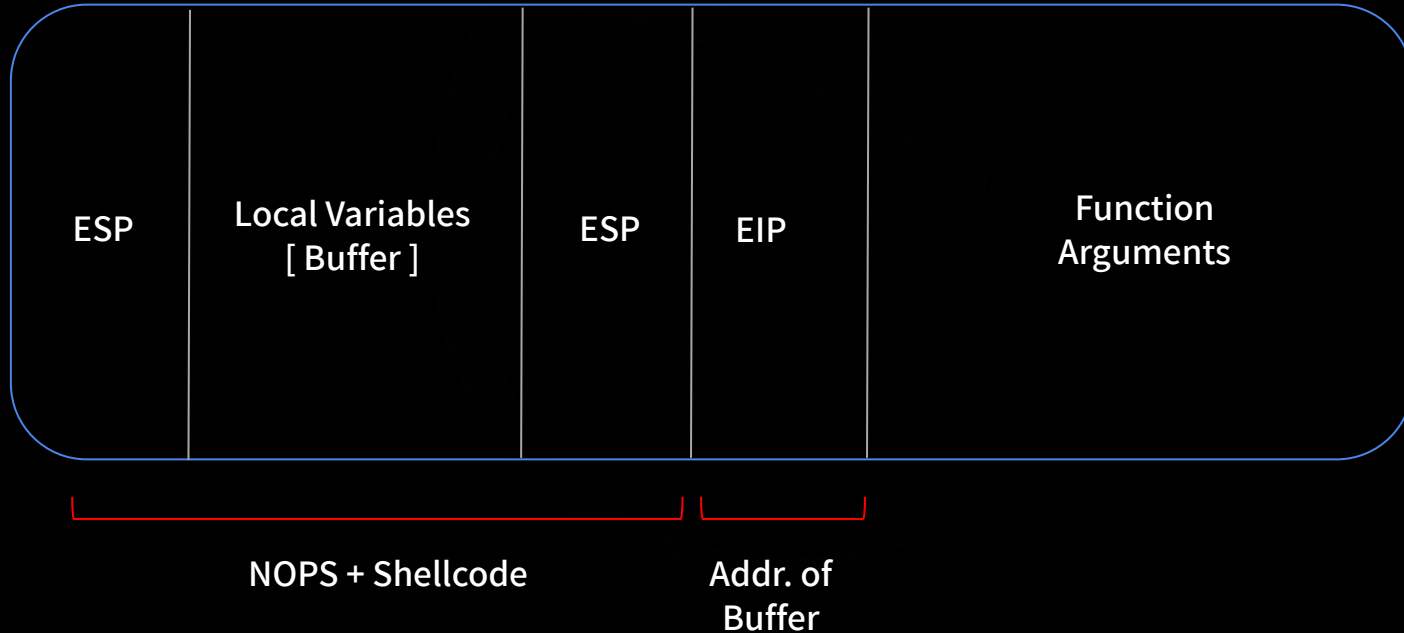 ESP
Local Variables
[ Buffer ]
ESP
EIP
Function
Arguments
NOPS + Shellcode
Addr. of
Buffer